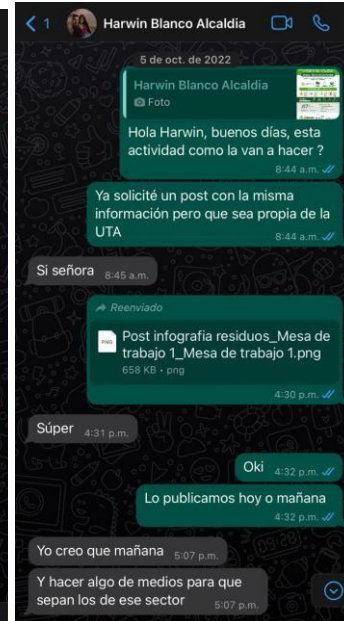 1
Harwin Blanco Alcaldia
5 de oct. de 2022
Harwin Blanco Alcaldia
Foto
Hola Harwin, buenos días, esta
actividad como la van a hacer ?
8:44 a.m.
Ya solicité un post con la misma
información pero que sea propia de la
UTA
8:44 a.m.
Si señora 8:45 a.m.
Reenviado
PNG
Post infografia residuos_Mesa de
trabajo 1_Mesa de trabajo 1.png
658 KB • png
4:30 p.m.
Súper 4:31 p.m.
Oki 4:32 p.m.
Lo publicamos hoy o mañana
4:32 p.m.
Yo creo que mañana 5:07 p.m.
Y hacer algo de medios para que
sepan los de ese sector 5:07 p.m.